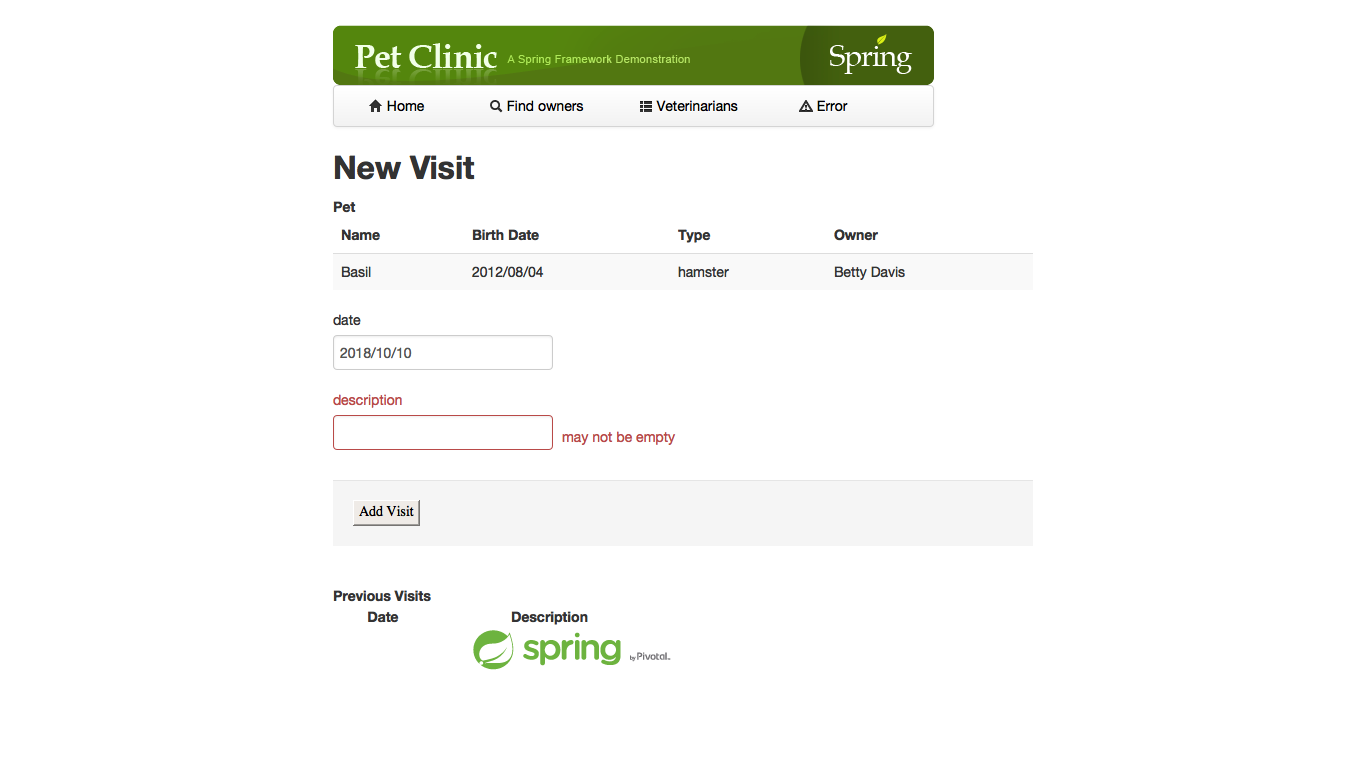 Pet Clinic A Spring Framework Demonstration Spring
Home Find owners Veterinarians Error
New Visit
Pet
Name Birth Date Type Owner
Basil 2012/08/04 hamster Betty Davis
date
2018/10/10
description
may not be empty
Add Visit
Previous Visits
Date Description
spring by Pivotal